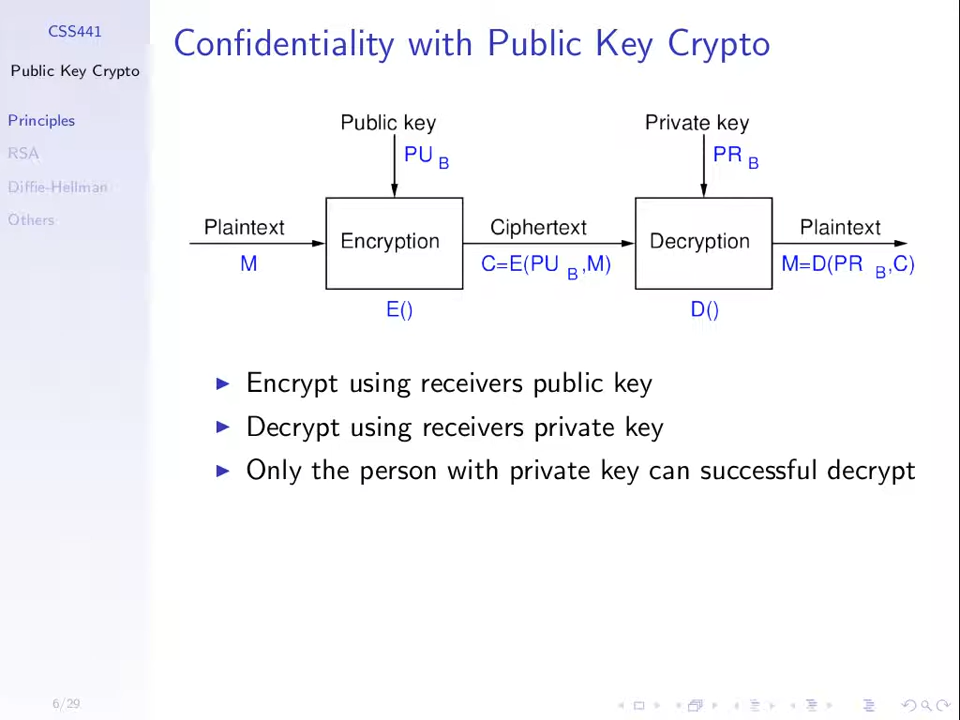 CSS441
Public Key Crypto
Principles
RSA
Diffie-Hellman
Others
Confidentiality with Public Key Crypto
Public key
PU B
Private key
PR B
Plaintext
M
Encryption
E()
Ciphertext
C=E(PU B,M)
Decryption
D()
Plaintext
M=D(PR B,C)
Encrypt using receivers public key
Decrypt using receivers private key
Only the person with private key can successful decrypt
6/29